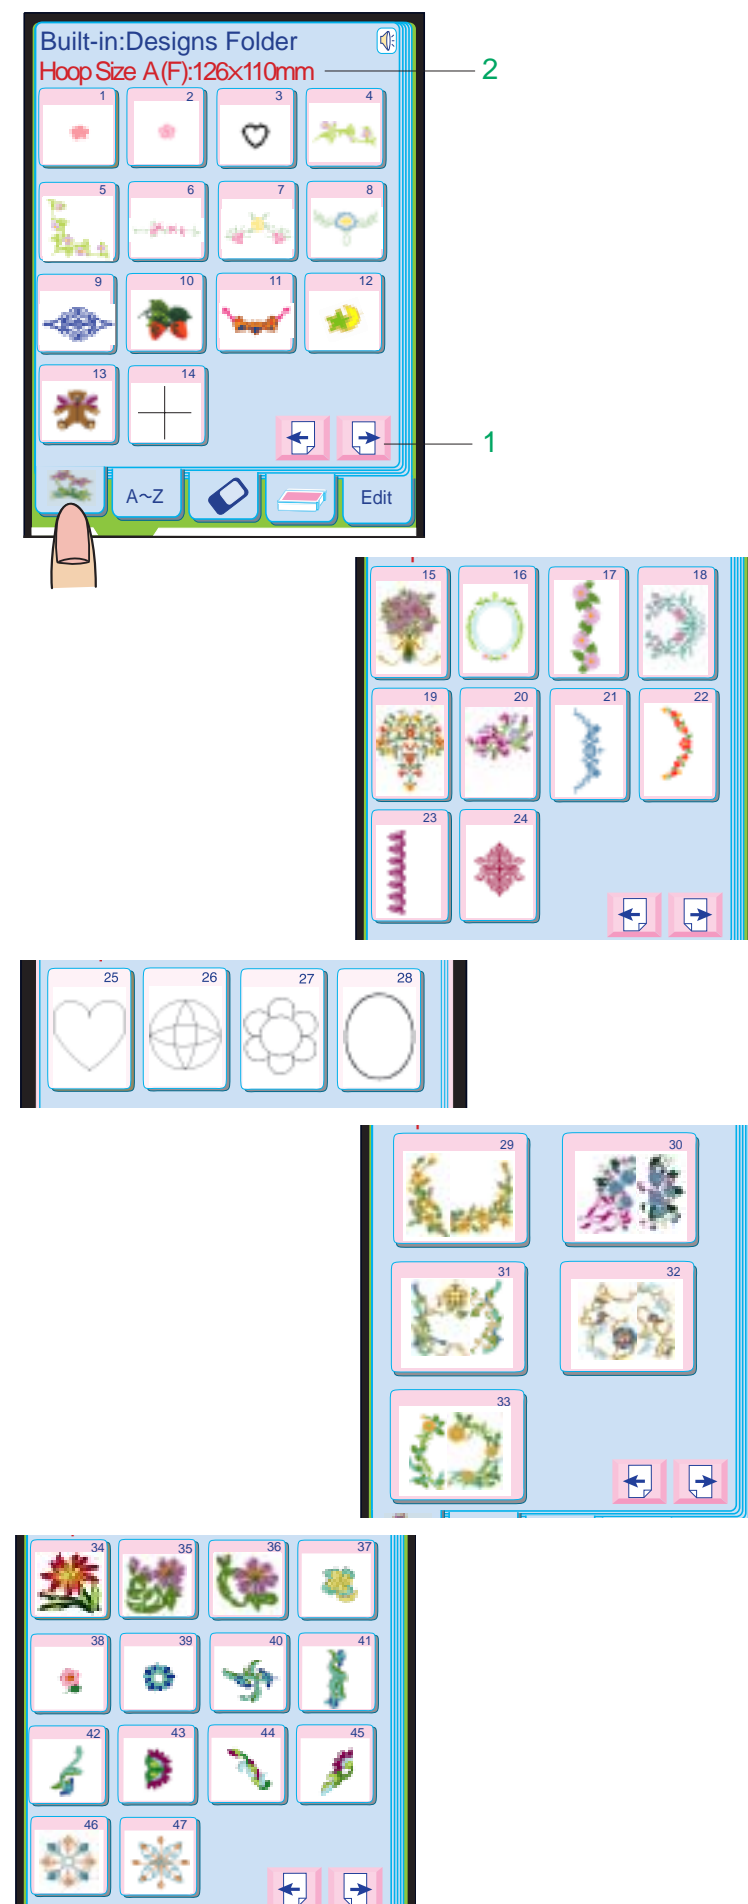 Built-in:Designs Folder
Hoop Size A (F):126x110mm
2
1 2 3 4
5 6 7 8
9 10 11 12
13 14
1
A~Z Edit
15 16 17 18
19 20 21 22
23 24
25 26 27 28
29 30
31 32
33
34 35 36 37
38 39 40 41
42 43 44 45
46 47